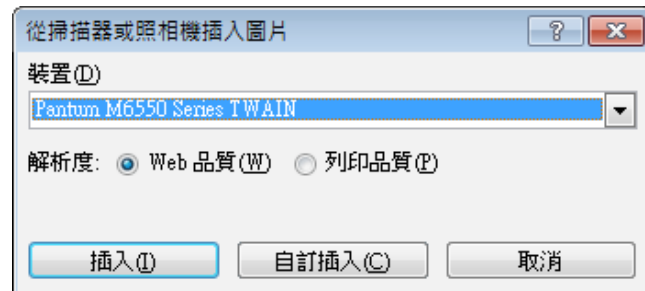 從掃描器或照相機插入圖片
裝置(D)
Pantum M6550 Series TWAIN
解析度: Web 品質(W) 列印品質(P)
插入(I) 自訂插入(C) 取消